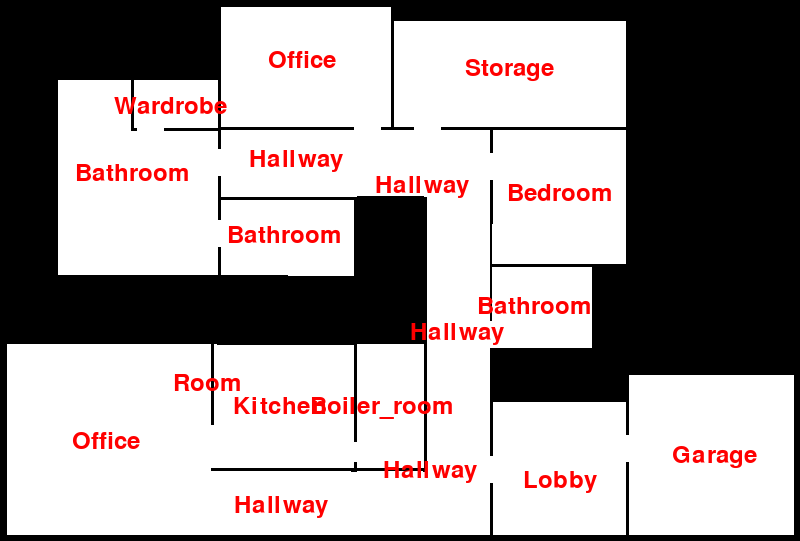 Office
Storage
Wardrobe
Hallway
Bathroom
Hallway
Bedroom
Bathroom
Bathroom
Hallway
Room
Kitchen
Boiler_room
Office
Garage
Hallway
Lobby
Hallway